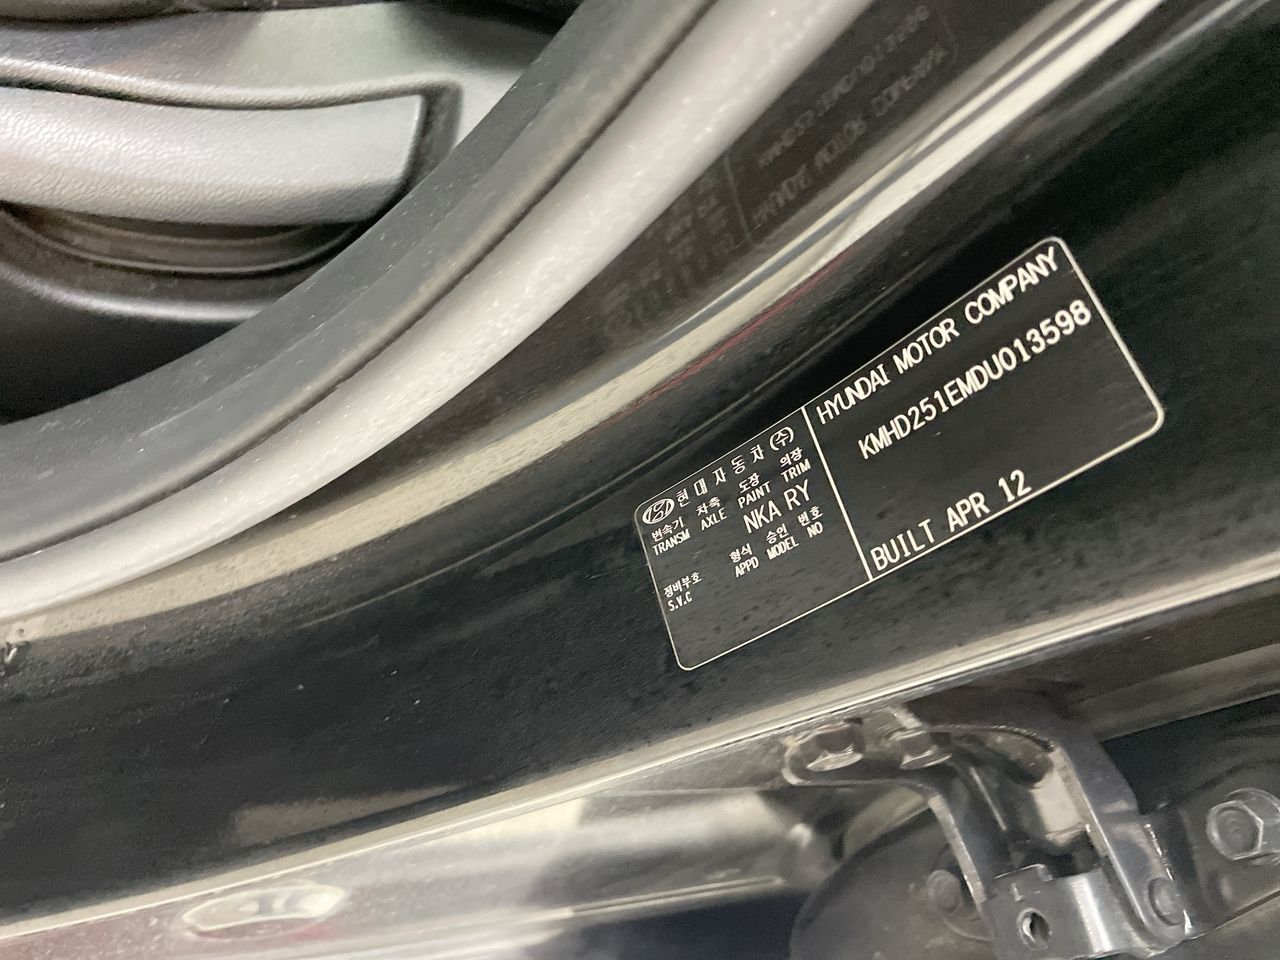 현대자동차(주)
변속기 차축 도장 의장
TRANSM AXLE PAINT TRIM
NKA RY
형식 승인 번호
APPD MODEL NO
정비부호
S.V.C
HYUNDAI MOTOR COMPANY
KMHD251EMDU013598
BUILT APR 12